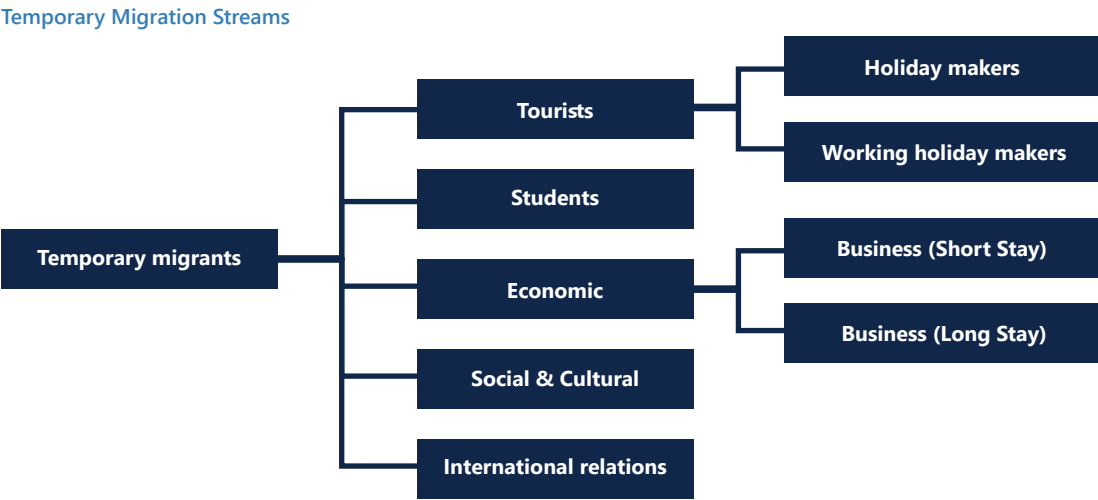 Temporary Migration Streams
Temporary migrants
Tourists
Students
Economic
Social & Cultural
International relations
Holiday makers
Working holiday makers
Business (Short Stay)
Business (Long Stay)